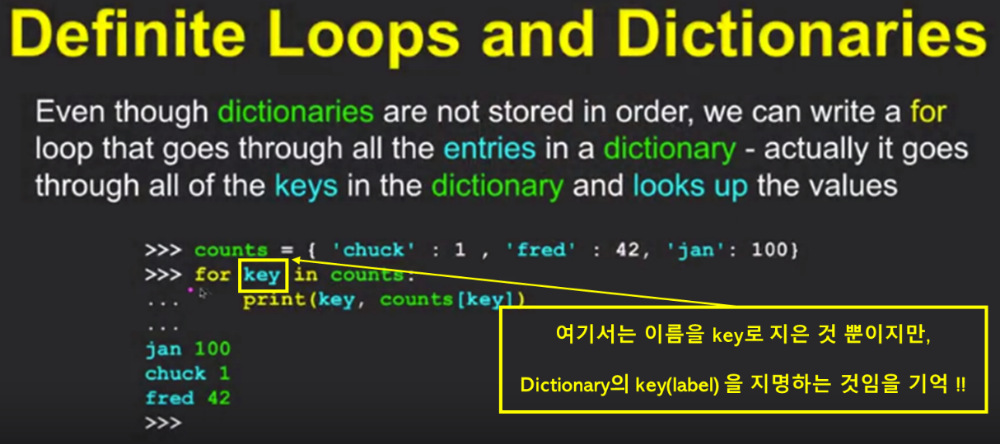 Definite Loops and Dictionaries
Even though dictionaries are not stored in order, we can write a for
loop that goes through all the entries in a dictionary - actually it goes
through all of the keys in the dictionary and looks up the values
>>> counts = { 'chuck' : 1 , 'fred' : 42, 'jan': 100}
>>> for key in counts:
...     print(key, counts[key])
...
jan 100
chuck 1
fred 42
>>>
여기서는 이름을 key로 지은 것 뿐이지만,
Dictionary의 key(label) 을 지명하는 것임을 기억 !!